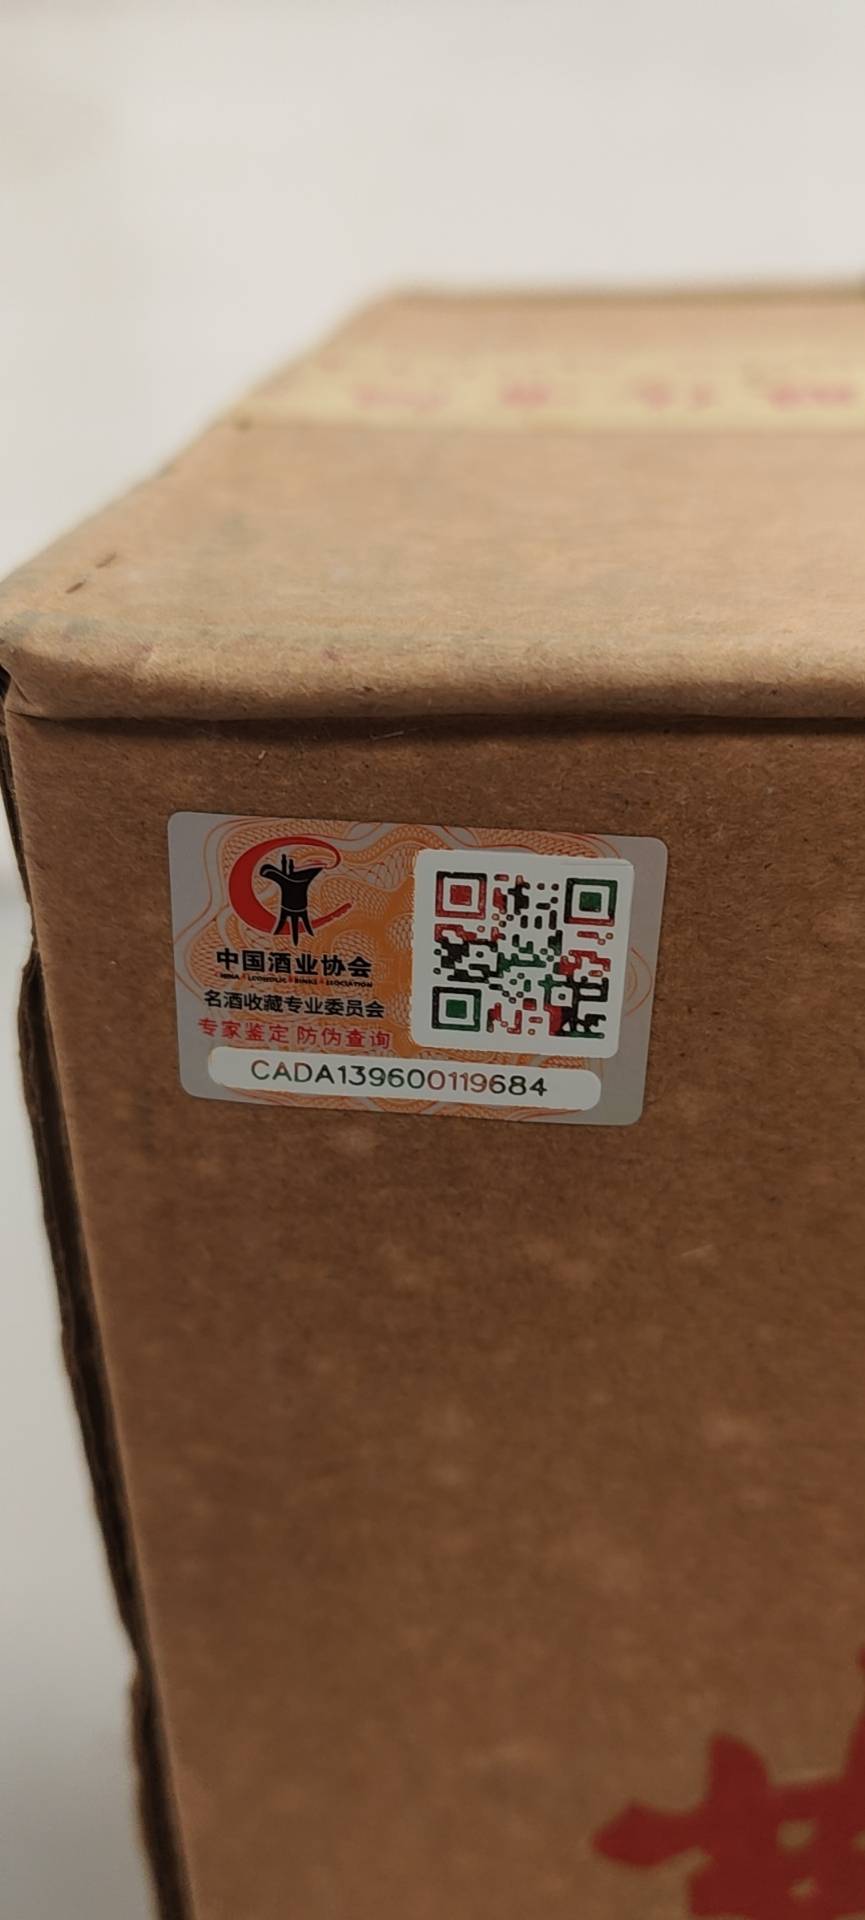 中国酒业协会
名酒收藏专业委员会
专家鉴定 防伪查询
CADA139600119684